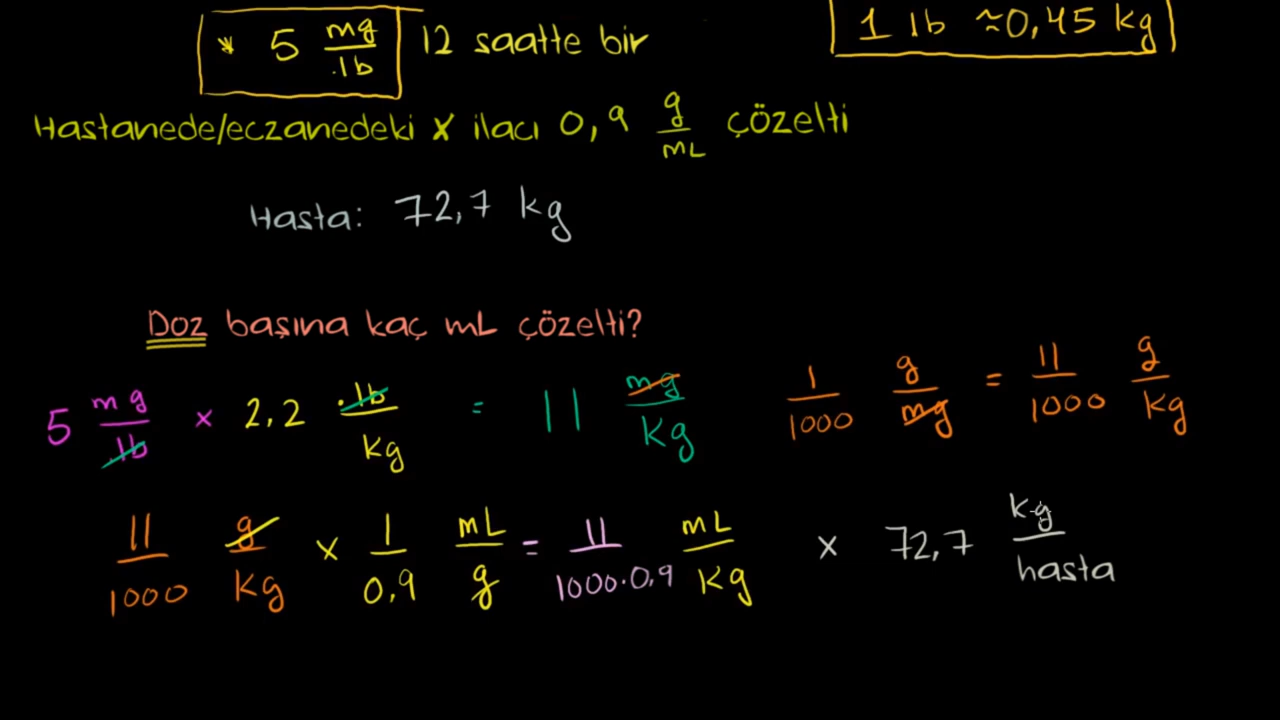 * 5 mg/lb 12 saatte bir
1 lb ≈0,45 kg
Hastanede/eczanedeki x ilacı 0,9 g/mL çözelti
Hasta: 72,7 kg
Doz başına kaç mL çözelti?
5 mg/.lb x 2,2 .lb/kg = 11 mg/kg 1/1000 g/mg = 11/1000 g/kg
11/1000 g/kg x 1/0,9 mL/g = 11/1000·0,9 mL/kg x 72,7 kg/hasta